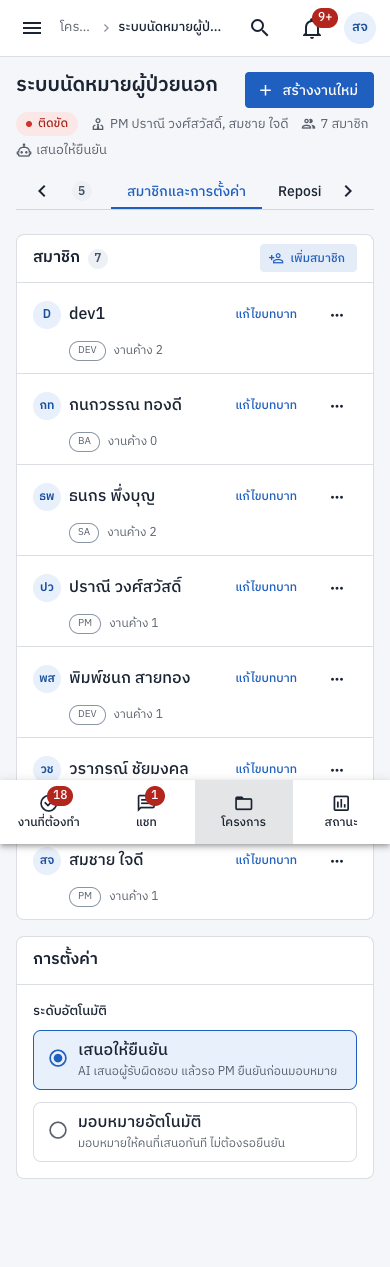 โคร... ระบบนัดหมายผู้ป่... 9+ สจ
ระบบนัดหมายผู้ป่วยนอก
สร้างงานใหม่
ติดขัด PM ปราณี วงศ์สวัสดิ์, สมชาย ใจดี 7 สมาชิก
เสนอให้ยืนยัน
5 สมาชิกและการตั้งค่า Reposi
สมาชิก 7 เพิ่มสมาชิก
D dev1 แก้ไขบทบาท
DEV งานค้าง 2
กท กนกวรรณ ทองดี แก้ไขบทบาท
BA งานค้าง 0
ธพ ธนกร พึ่งบุญ แก้ไขบทบาท
SA งานค้าง 2
ปว ปราณี วงศ์สวัสดิ์ แก้ไขบทบาท
PM งานค้าง 1
พส พิมพ์ชนก สายทอง แก้ไขบทบาท
DEV งานค้าง 1
วช วราภรณ์ ชัยมงคล แก้ไขบทบาท
18 1
งานที่ต้องทำ แชท โครงการ สถานะ
สจ สมชาย ใจดี แก้ไขบทบาท
PM งานค้าง 1
การตั้งค่า
ระดับอัตโนมัติ
เสนอให้ยืนยัน
AI เสนอผู้รับผิดชอบ แล้วรอ PM ยืนยันก่อนมอบหมาย
มอบหมายอัตโนมัติ
มอบหมายให้คนที่เสนอทันที ไม่ต้องรอยืนยัน